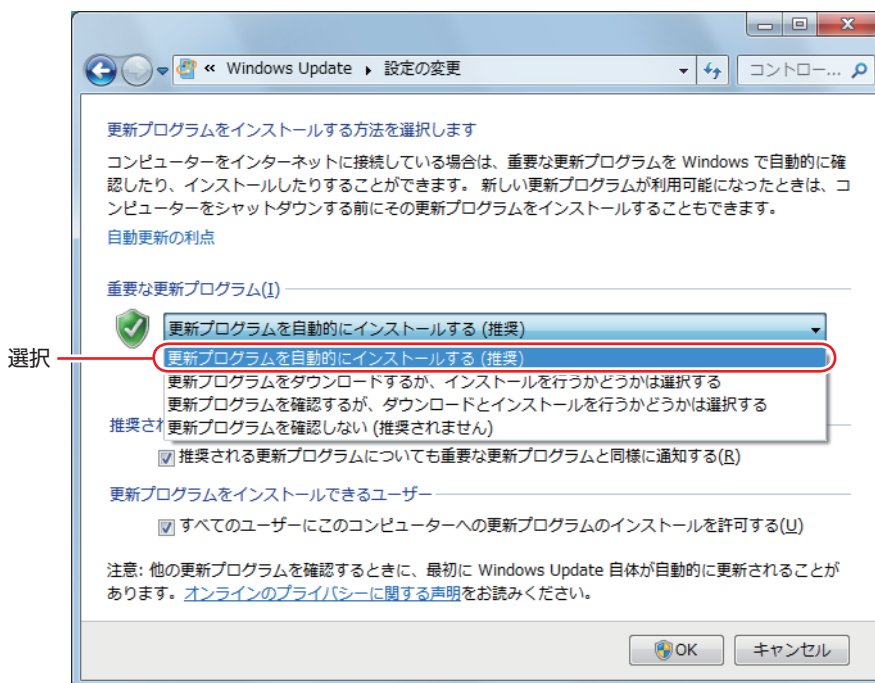 « Windows Update ▸ 設定の変更
コントロー...
更新プログラムをインストールする方法を選択します
コンピューターをインターネットに接続している場合は、重要な更新プログラムを Windows で自動的に確
認したり、インストールしたりすることができます。 新しい更新プログラムが利用可能になったときは、コ
ンピューターをシャットダウンする前にその更新プログラムをインストールすることもできます。
自動更新の利点
重要な更新プログラム(I)
更新プログラムを自動的にインストールする (推奨)
選択
更新プログラムを自動的にインストールする (推奨)
更新プログラムをダウンロードするが、インストールを行うかどうかは選択する
更新プログラムを確認するが、ダウンロードとインストールを行うかどうかは選択する
推奨され
更新プログラムを確認しない (推奨されません)
推奨される更新プログラムについても重要な更新プログラムと同様に通知する(R)
更新プログラムをインストールできるユーザー
すべてのユーザーにこのコンピューターへの更新プログラムのインストールを許可する(U)
注意: 他の更新プログラムを確認するときに、最初に Windows Update 自体が自動的に更新されることが
あります。オンラインのプライバシーに関する声明をお読みください。
OK
キャンセル